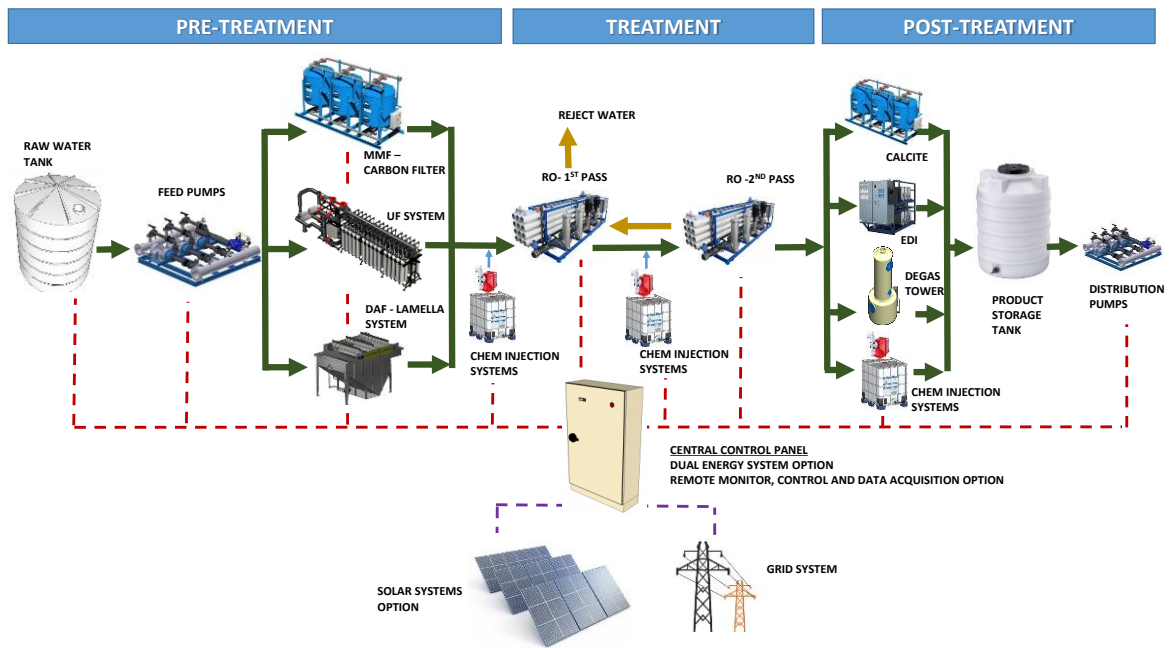 PRE-TREATMENT
TREATMENT
POST-TREATMENT
RAW WATER
TANK
FEED PUMPS
MMF –
CARBON FILTER
UF SYSTEM
DAF - LAMELLA
SYSTEM
CHEM INJECTION
SYSTEMS
REJECT WATER
RO- 1ST PASS
RO -2ND PASS
CHEM INJECTION
SYSTEMS
CALCITE
EDI
DEGAS
TOWER
CHEM INJECTION
SYSTEMS
PRODUCT
STORAGE
TANK
DISTRIBUTION
PUMPS
CENTRAL CONTROL PANEL
DUAL ENERGY SYSTEM OPTION
REMOTE MONITOR, CONTROL AND DATA ACQUISITION OPTION
SOLAR SYSTEMS
OPTION
GRID SYSTEM